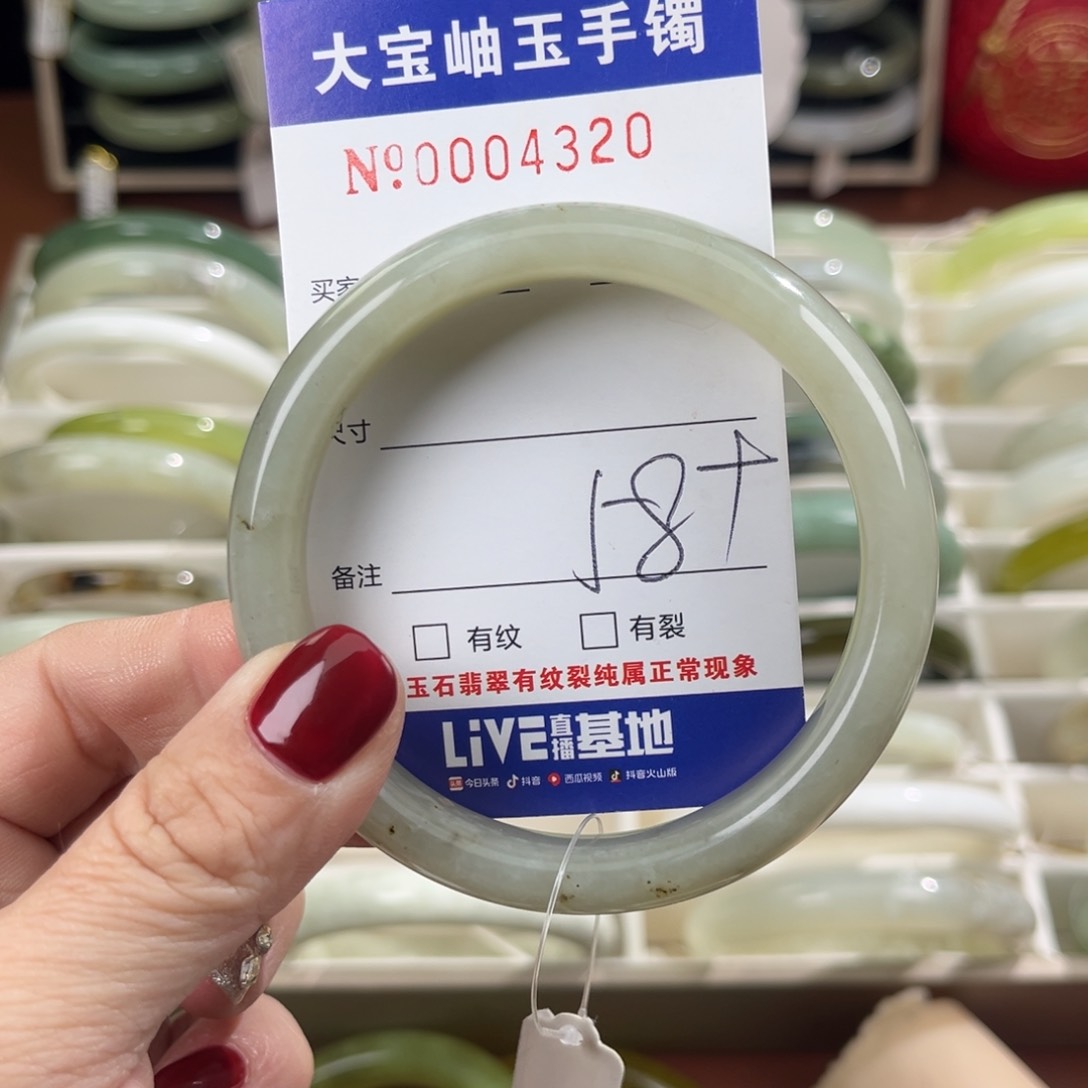 大宝岫玉手镯
№0004320
买家
尺寸
备注
有纹 有裂
玉石翡翠有纹裂纯属正常现象
LiVE直播基地
今日头条 抖音 西瓜视频 抖音火山版